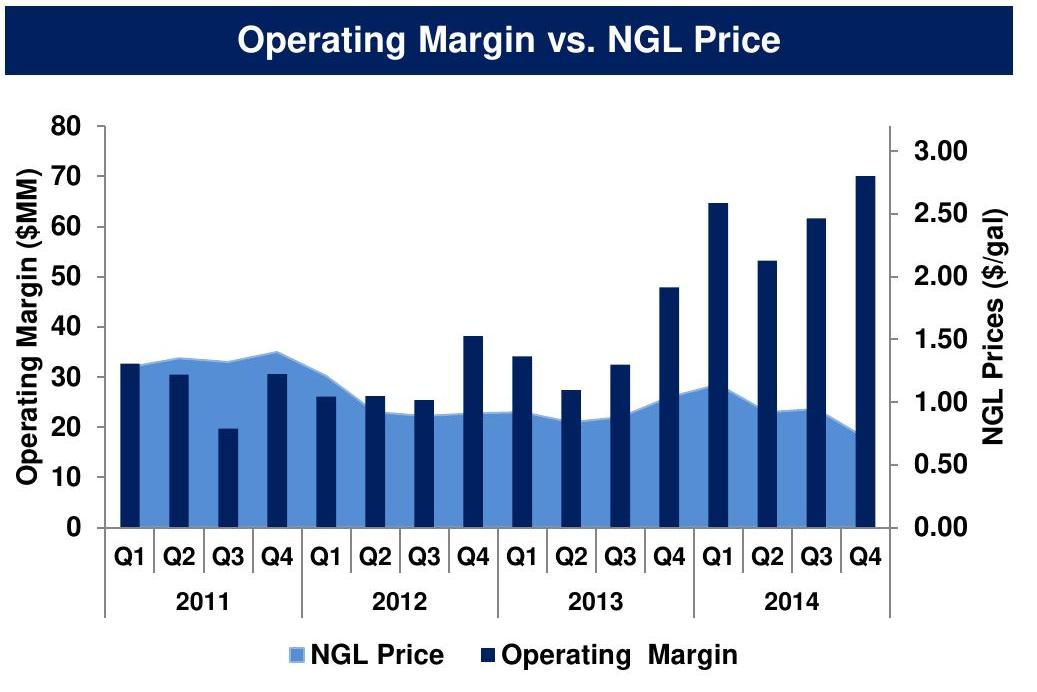 Operating Margin vs. NGL Price
80
70
60
50
40
30
20
10
0
Operating Margin ($MM)
3.00
2.50
2.00
1.50
1.00
0.50
0.00
NGL Prices ($/gal)
Q1 Q2 Q3 Q4 Q1 Q2 Q3 Q4 Q1 Q2 Q3 Q4 Q1 Q2 Q3 Q4
2011 2012 2013 2014
NGL Price Operating Margin